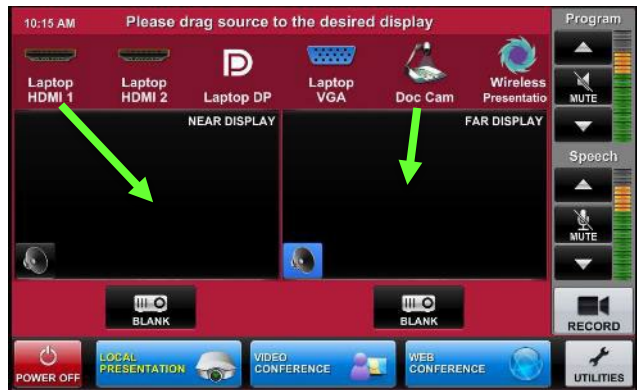 10:15 AM
Please drag source to the desired display
Program
Laptop
HDMI 1
Laptop
HDMI 2
Laptop DP
Laptop
VGA
Doc Cam
Wireless
Presentatio
MUTE
NEAR DISPLAY
FAR DISPLAY
Speech
MUTE
BLANK
BLANK
RECORD
POWER OFF
LOCAL
PRESENTATION
VIDEO
CONFERENCE
WEB
CONFERENCE
UTILITIES